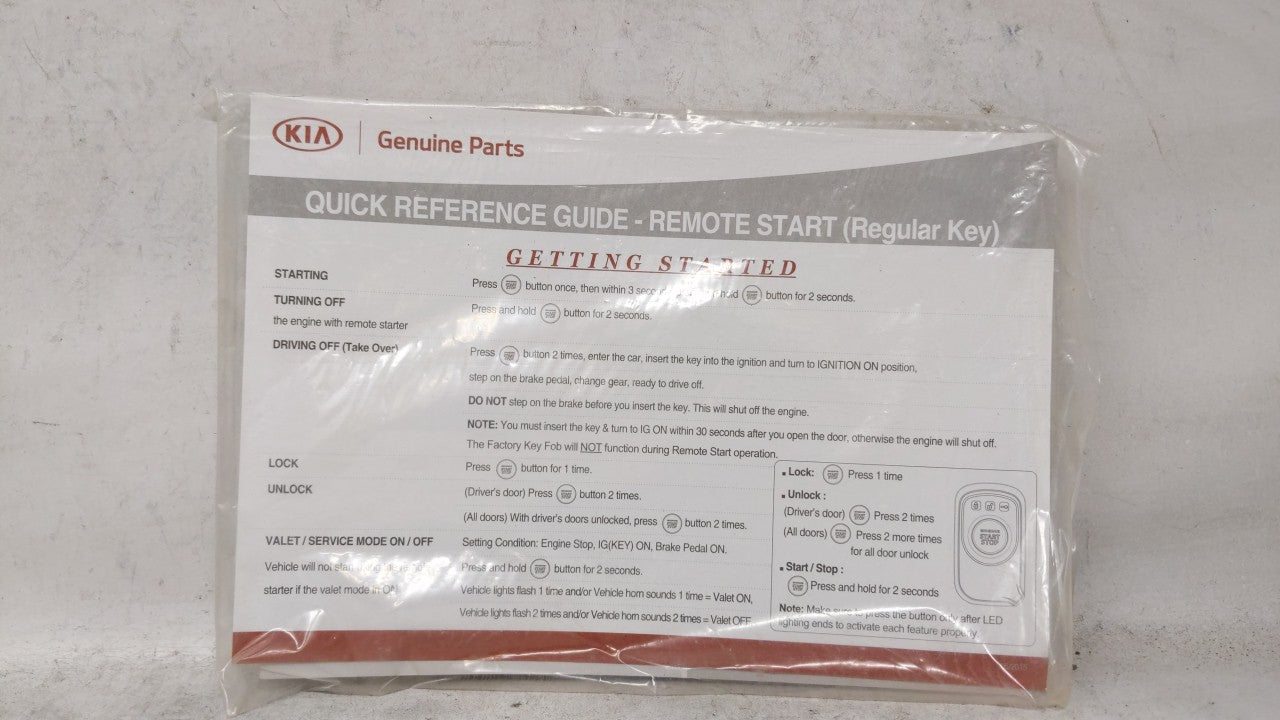 KIA
Genuine Parts
QUICK REFERENCE GUIDE - REMOTE START (Regular Key)
GETTING STARTED
STARTING
Press button once, then within 3 hold button for 2 seconds.
TURNING OFF
the engine with remote starter
Press and hold button for 2 seconds.
DRIVING OFF (Take Over)
Press button 2 times, enter the car, insert the key into the ignition and turn to IGNITION ON position,
step on the brake pedal, change gear, ready to drive off.
DO NOT step on the brake before you insert the key. This will shut off the engine.
NOTE: You must insert the key & turn to IG ON within 30 seconds after you open the door, otherwise the engine will shut off.
The Factory Key Fob will NOT function during Remote Start operation.
LOCK
Press button for 1 time.
UNLOCK
(Driver's door) Press button 2 times.
(All doors) With driver's doors unlocked, press button 2 times.
VALET / SERVICE MODE ON / OFF
Setting Condition: Engine Stop, IG(KEY) ON, Brake Pedal ON.
Vehicle will not
starter if the valet mode in ON.
Press and hold button for 2 seconds.
Vehicle lights flash 1 time and/or Vehicle horn sounds 1 time = Valet ON,
Vehicle lights flash 2 times and/or Vehicle horn sounds 2 times = Valet OFF
▪ Lock: Press 1 time
▪ Unlock :
(Driver's door) Press 2 times
(All doors) Press 2 more times
for all door unlock
▪ Start / Stop :
Press and hold for 2 seconds
Note: Make sure to press the button only after LED
lighting ends to activate each feature properly.
START
STOP